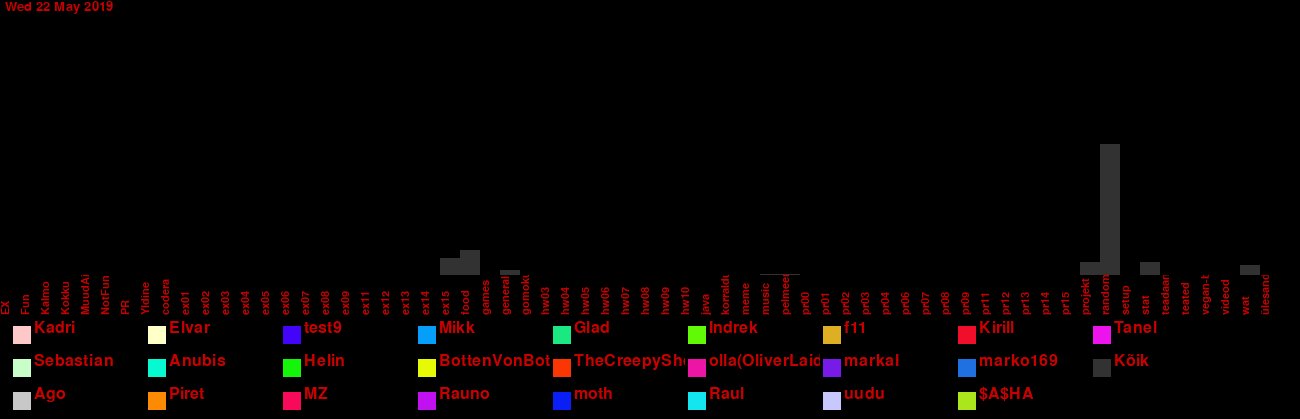 Wed 22 May 2019
EX Fun Kalmo Kokku MuudAi NotFun PR Yldine codera ex01 ex02 ex03 ex04 ex05 ex06 ex07 ex08 ex09 ex11 ex12 ex13 ex14 ex15 food games general gomoku hw03 hw04 hw05 hw06 hw07 hw08 hw09 hw10 java korraldu meme music pelmee pr00 pr01 pr02 pr03 pr04 pr06 pr07 pr08 pr09 pr11 pr12 pr13 pr14 pr15 projekt random setup stat teadaan teated vegan-t videod wat ülesand
Kadri Elvar test9 Mikk Glad Indrek f11 Kirill Tanel
Sebastian Anubis Helin BottenVonBot TheCreepyShe olla(OliverLaid markal marko169 Kõik
Ago Piret MZ Rauno moth Raul uudu $A$HA